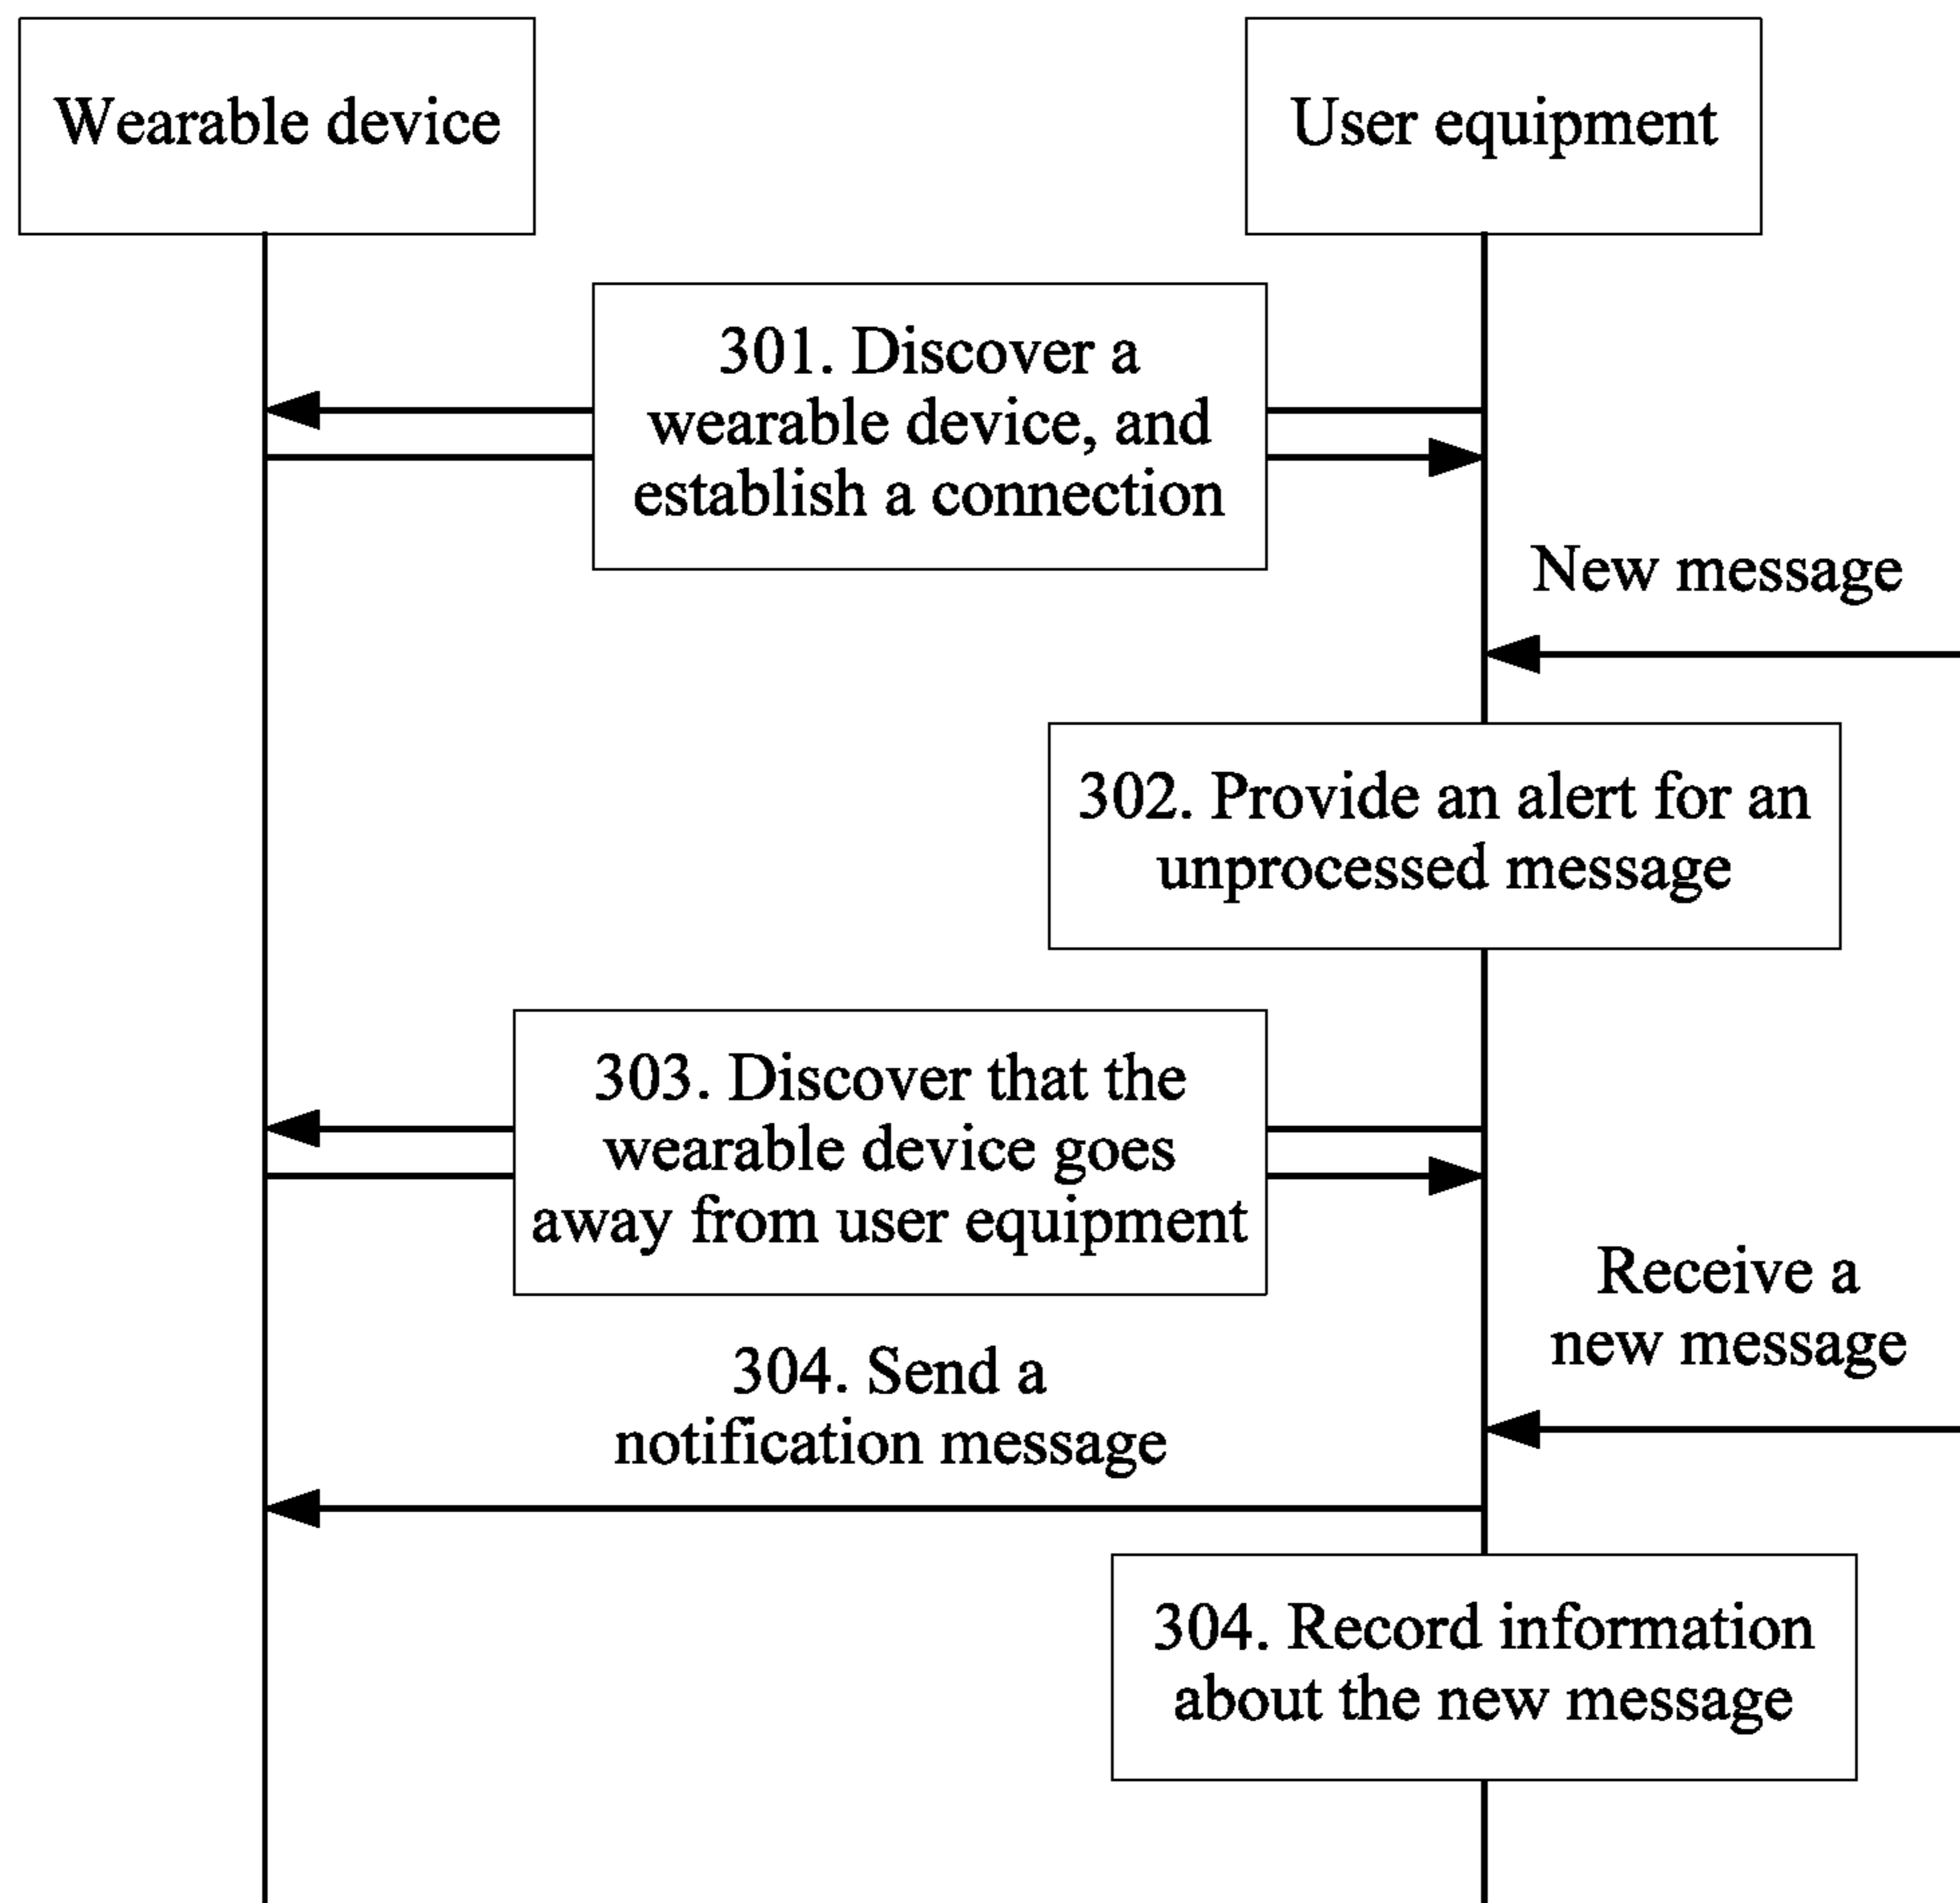 Wearable device
User equipment
301. Discover a
wearable device, and
establish a connection
New message
302. Provide an alert for an
unprocessed message
303. Discover that the
wearable device goes
away from user equipment
Receive a
new message
304. Send a
notification message
304. Record information
about the new message